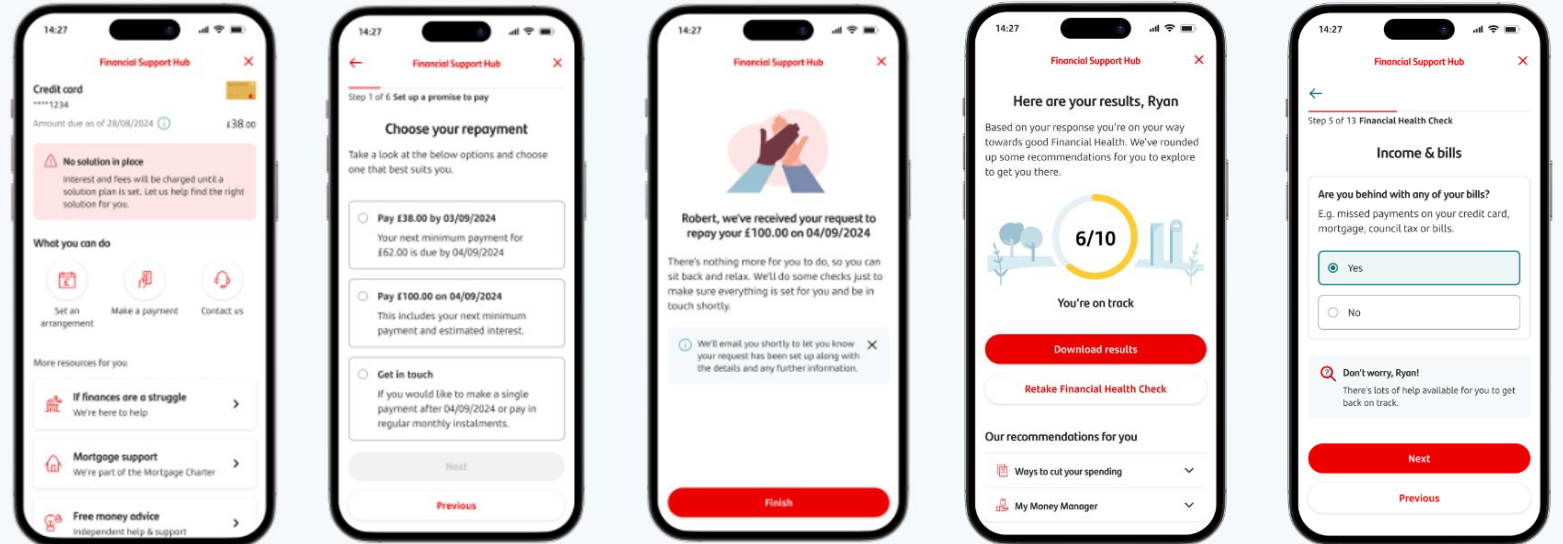 14:27
Financial Support Hub
Credit card
****1234
Amount due as of 28/08/2024
£38.00
No solution in place
Interest and fees will be charged until a
solution plan is set. Let us help find the right
solution for you.
What you can do
Set an
arrangement
Make a payment
Contact us
More resources for you
If finances are a struggle
We're here to help
Mortgage support
We're part of the Mortgage Charter
Free money advice
Independent help & support
14:27
Financial Support Hub
Step 1 of 6 Set up a promise to pay
Choose your repayment
Take a look at the below options and choose
one that best suits you.
Pay £38.00 by 03/09/2024
Your next minimum payment for
£62.00 is due by 04/09/2024
Pay £100.00 on 04/09/2024
This includes your next minimum
payment and estimated interest.
Get in touch
If you would like to make a single
payment after 04/09/2024 or pay in
regular monthly instalments.
Next
Previous
14:27
Financial Support Hub
Robert, we've received your request to
repay your £100.00 on 04/09/2024
There's nothing more for you to do, so you can
sit back and relax. We'll do some checks just to
make sure everything is set for you and be in
touch shortly.
We'll email you shortly to let you know
your request has been set up along with
the details and any further information.
Finish
14:27
Financial Support Hub
Here are your results, Ryan
Based on your response you're on your way
towards good Financial Health. We've rounded
up some recommendations for you to explore
to get you there.
6/10
You're on track
Download results
Retake Financial Health Check
Our recommendations for you
Ways to cut your spending
My Money Manager
14:27
Financial Support Hub
Step 5 of 13 Financial Health Check
Income & bills
Are you behind with any of your bills?
E.g. missed payments on your credit card,
mortgage, council tax or bills.
Yes
No
Don't worry, Ryan!
There's lots of help available for you to get
back on track.
Next
Previous